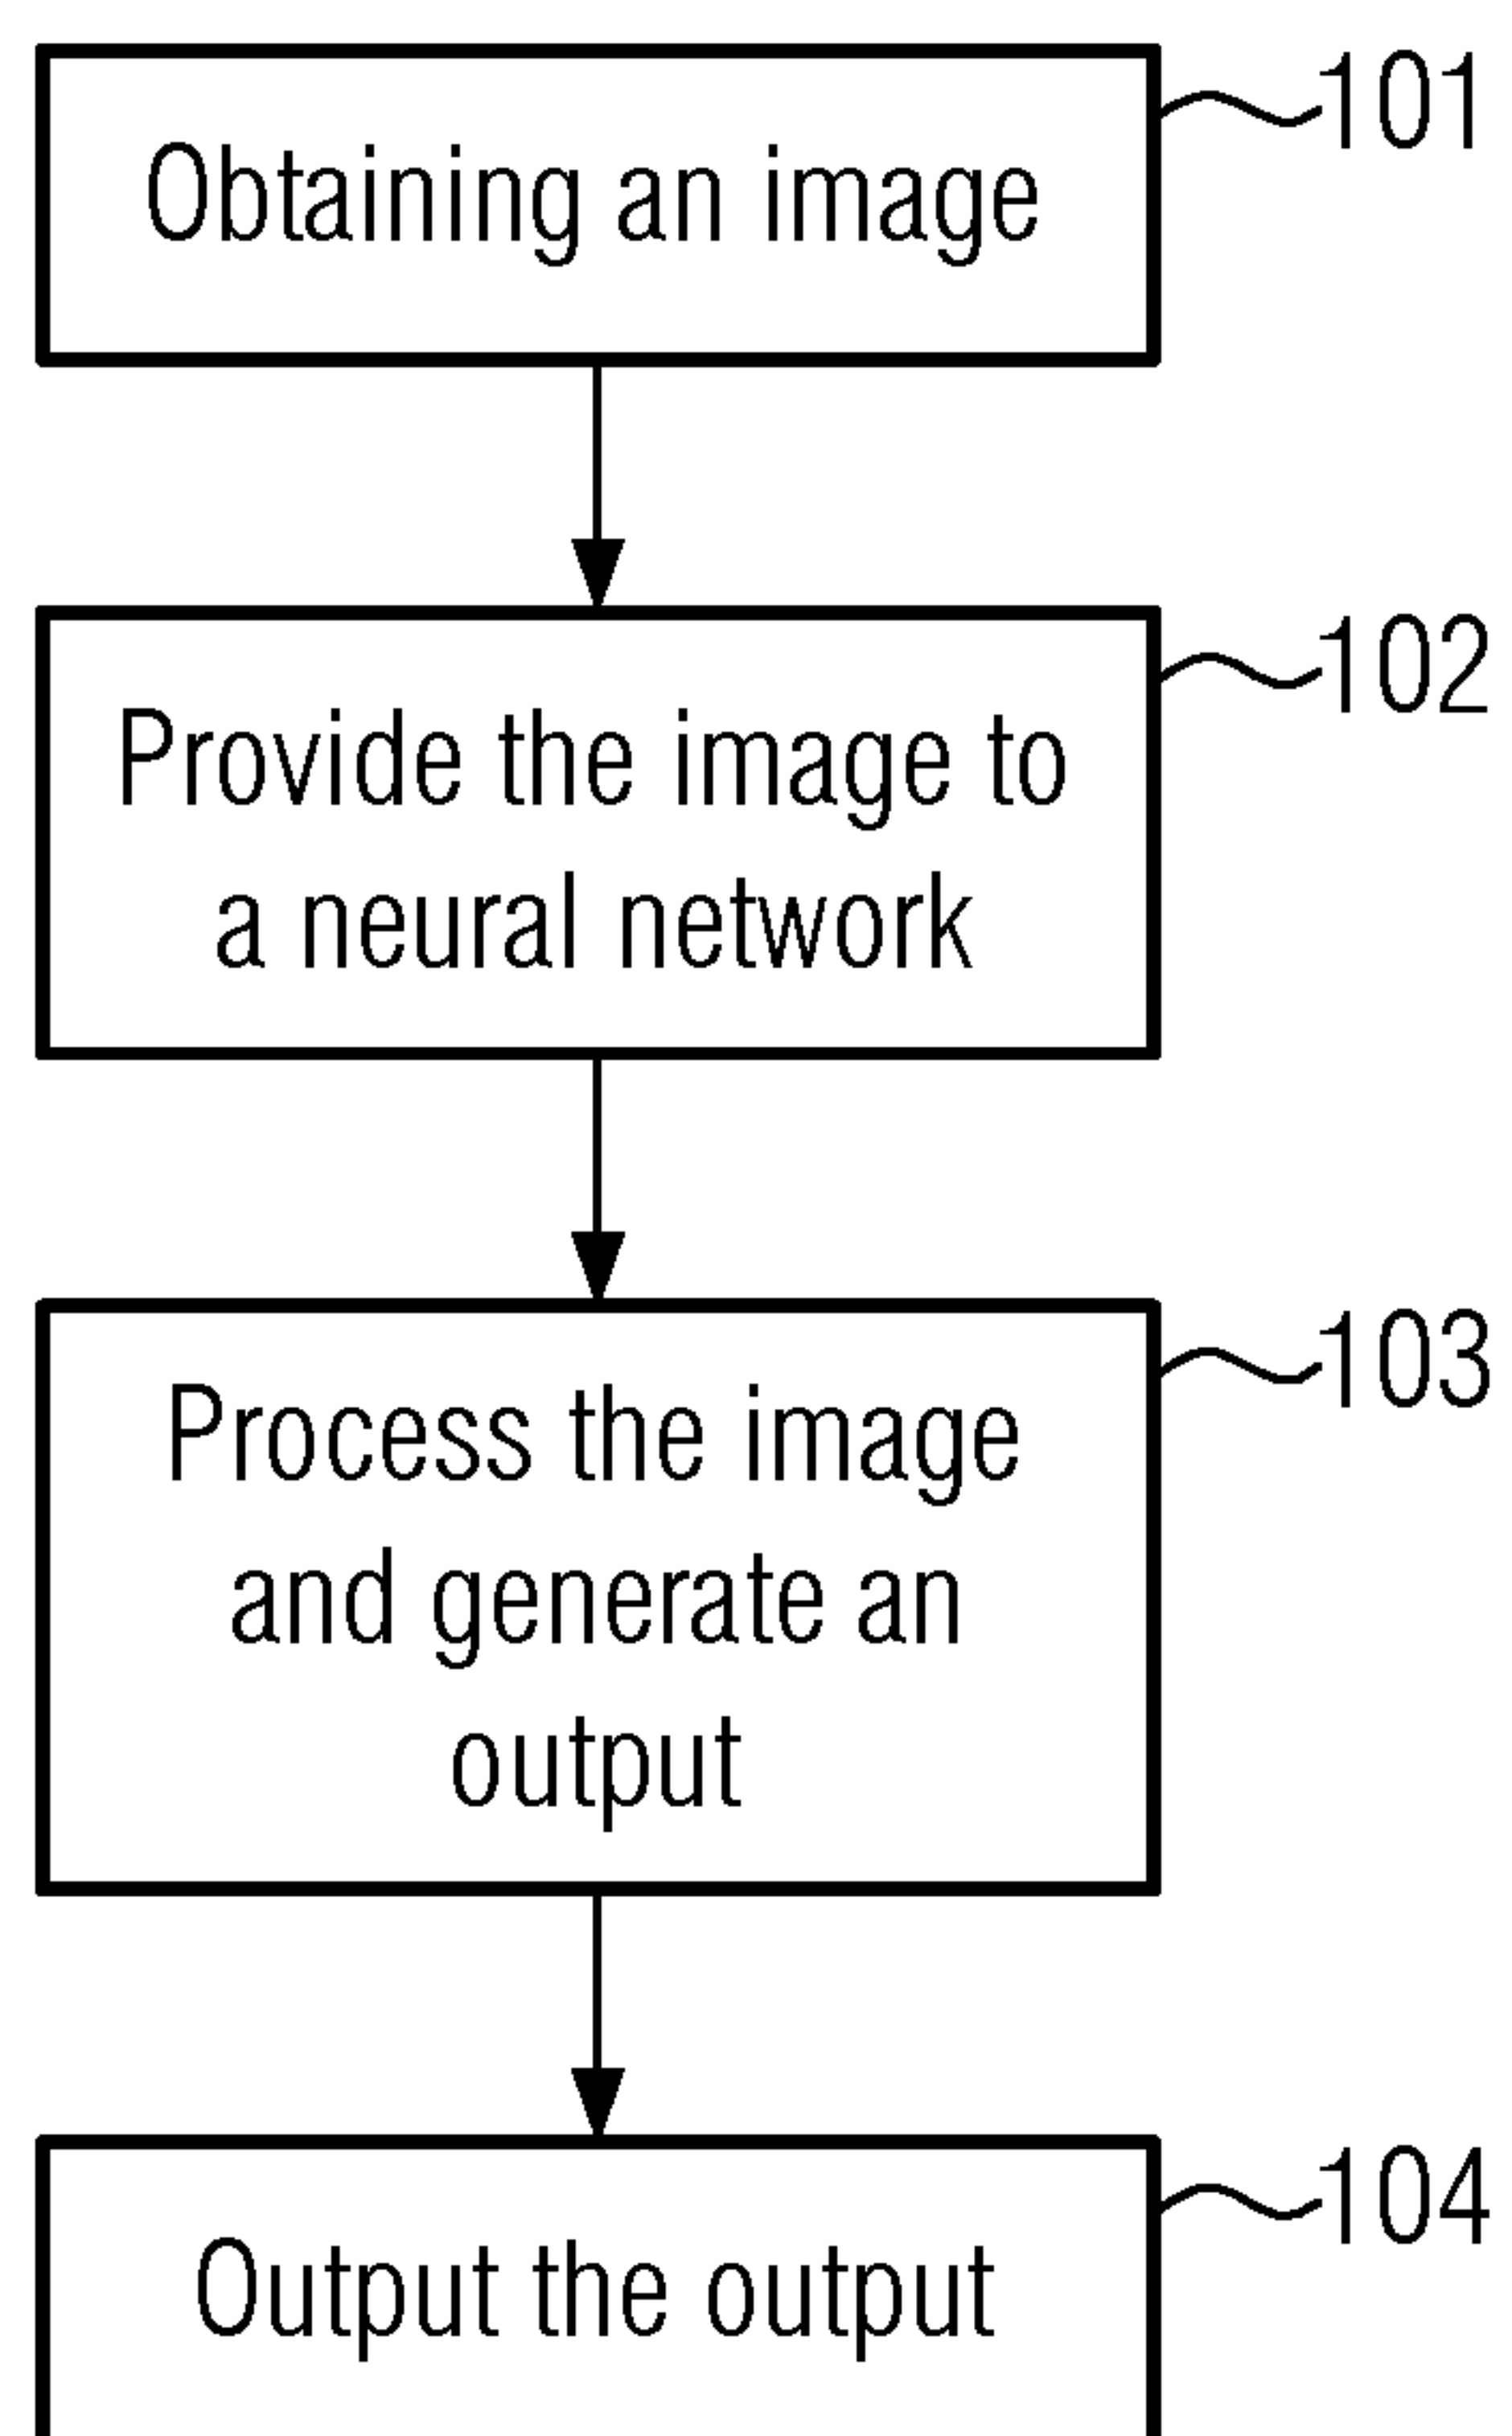 Obtaining an image
101
Provide the image to
a neural network
102
Process the image
and generate an
output
103
Output the output
104